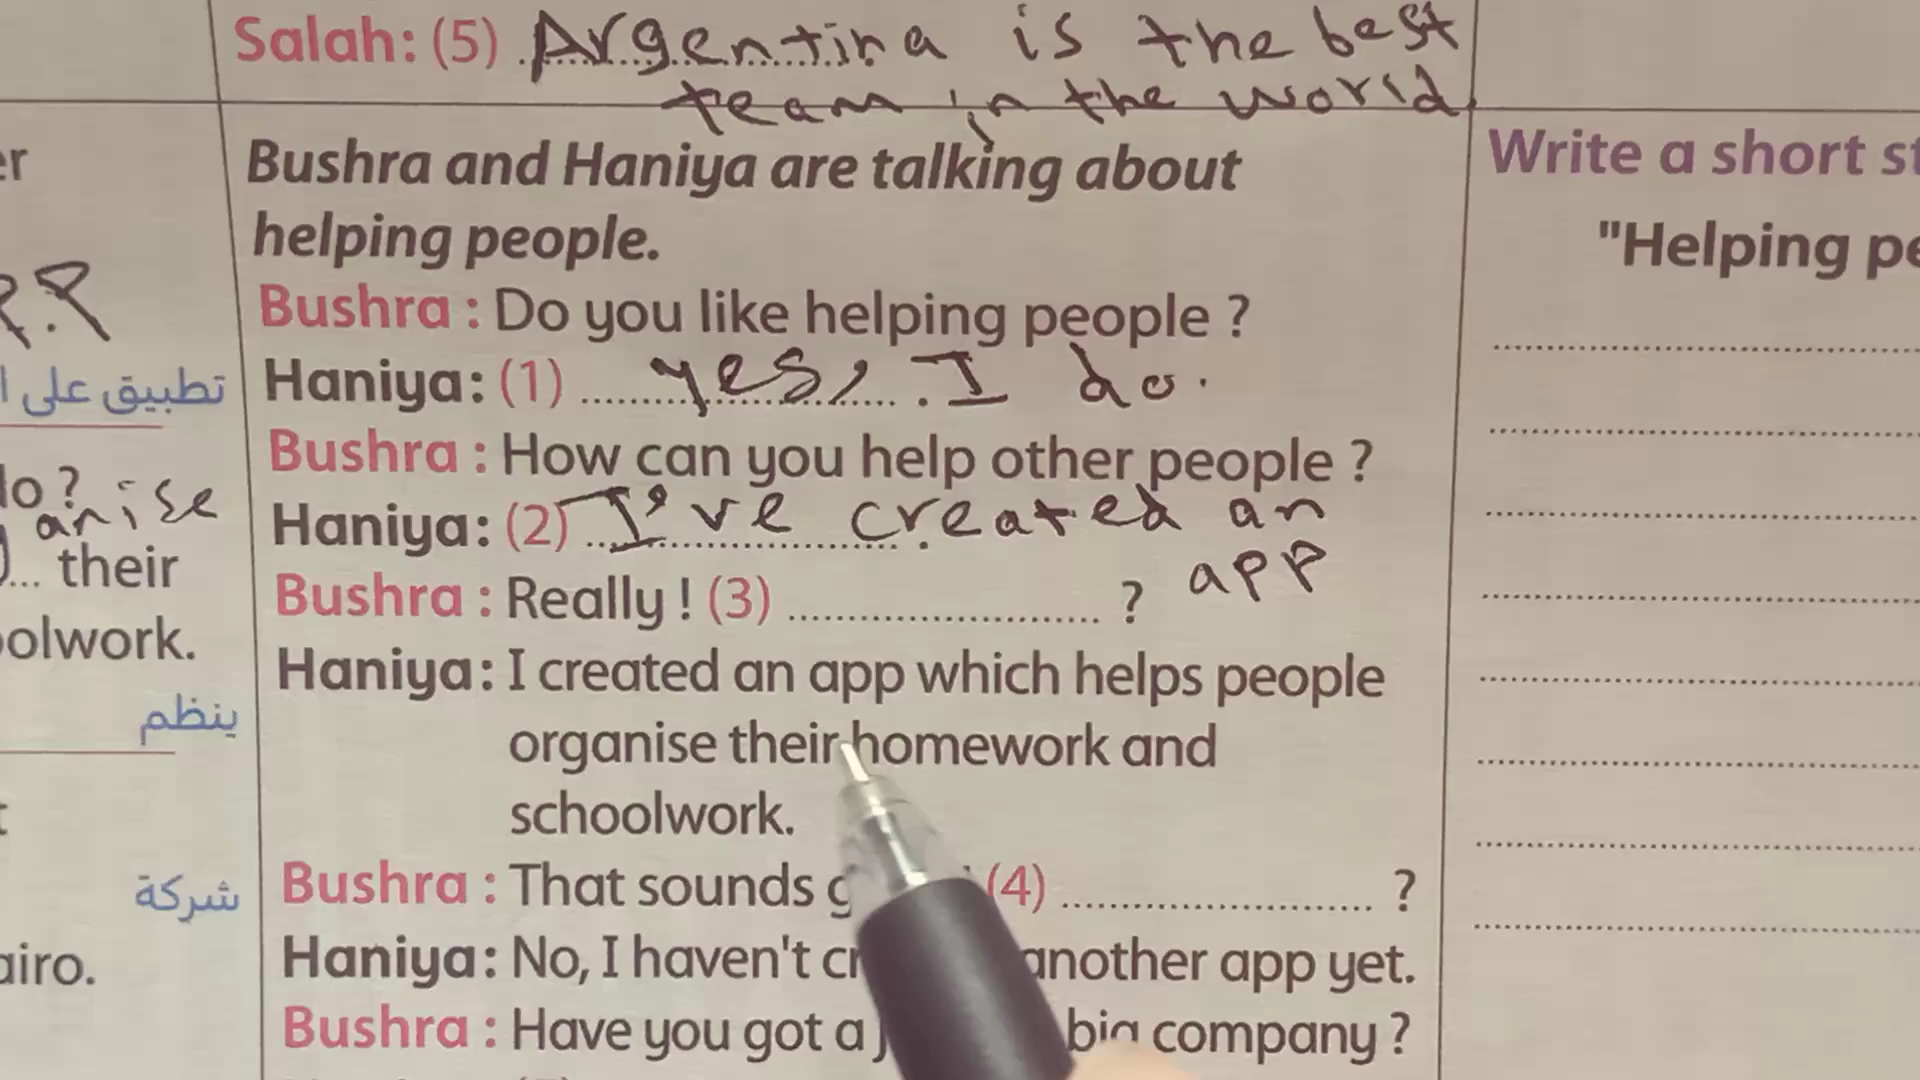 Salah: (5) Argentina is the best
team in the world.
er
تطبيق على ا
do?
anise
... their
oolwork.
ينظم
شركة
airo.
Bushra and Haniya are talking about
helping people.
Bushra : Do you like helping people ?
Haniya: (1) yes, I do.
Bushra : How can you help other people ?
Haniya: (2) I've created an
app
Bushra : Really ! (3) ........................ ?
Haniya: I created an app which helps people
organise their homework and
schoolwork.
Bushra : That sounds (4) ........................ ?
Haniya: No, I haven't another app yet.
Bushra : Have you got a big company ?
Write a short st
"Helping pe